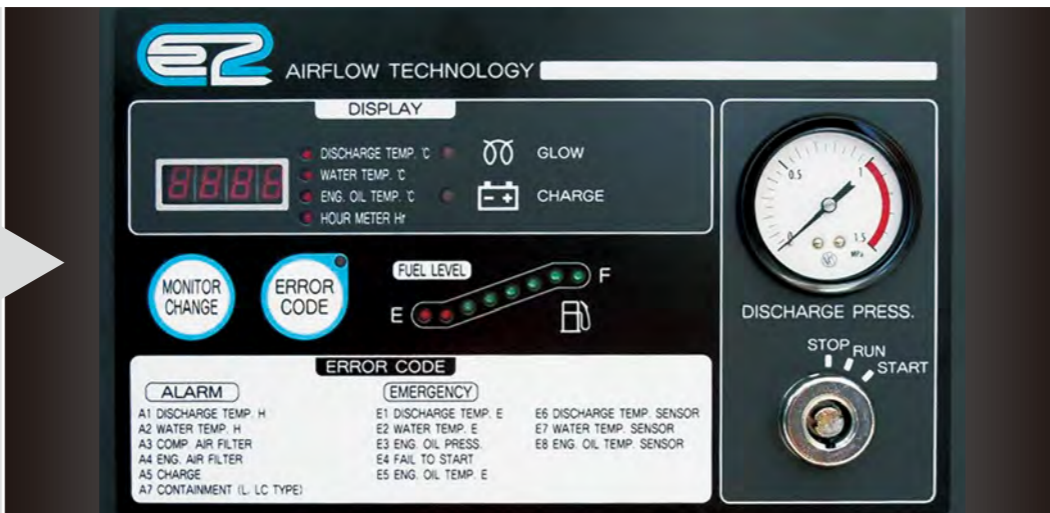 e2 AIRFLOW TECHNOLOGY
DISPLAY
8888
DISCHARGE TEMP. ℃
WATER TEMP. ℃
ENG. OIL TEMP. ℃
HOUR METER Hr
GLOW
- +
CHARGE
MONITOR
CHANGE
ERROR
CODE
FUEL LEVEL
E
F
ERROR CODE
ALARM
A1 DISCHARGE TEMP. H
A2 WATER TEMP. H
A3 COMP. AIR FILTER
A4 ENG. AIR FILTER
A5 CHARGE
A7 CONTAINMENT (L. LC TYPE)
EMERGENCY
E1 DISCHARGE TEMP. E
E2 WATER TEMP. E
E3 ENG. OIL PRESS.
E4 FAIL TO START
E5 ENG. OIL TEMP. E
E6 DISCHARGE TEMP. SENSOR
E7 WATER TEMP. SENSOR
E8 ENG. OIL TEMP. SENSOR
0
0.5
1
1.5
MPa
DISCHARGE PRESS.
STOP
RUN
START